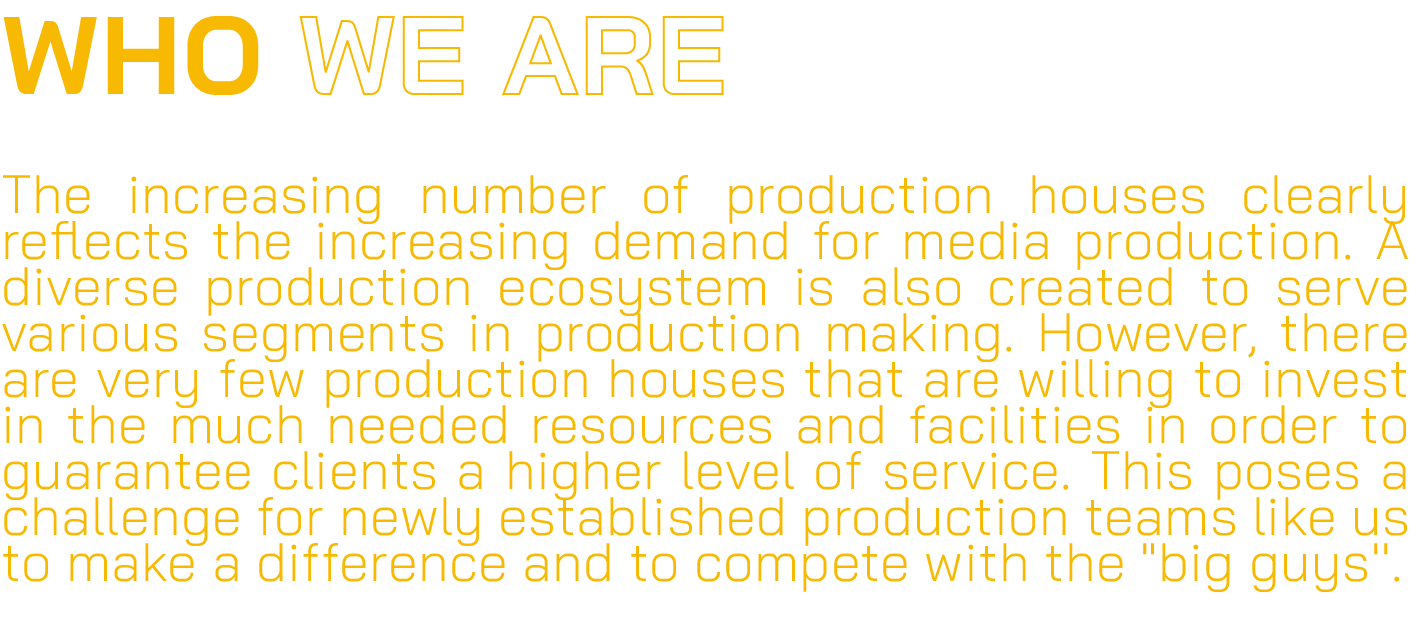 WHO WE ARE
The increasing number of production houses clearly
reflects the increasing demand for media production. A
diverse production ecosystem is also created to serve
various segments in production making. However, there
are very few production houses that are willing to invest
in the much needed resources and facilities in order to
guarantee clients a higher level of service. This poses a
challenge for newly established production teams like us
to make a difference and to compete with the "big guys".